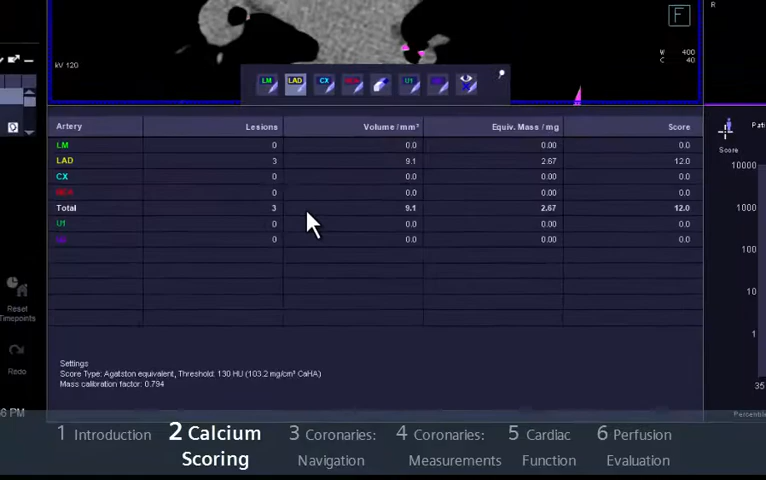 R
F
W 400
C 40
kV 120
LM LAD CX RCA U1
Artery Lesions Volume / mm³ Equiv. Mass / mg Score
LM 0 0.0 0.00 0.0
LAD 3 9.1 2.67 12.0
CX 0 0.0 0.00 0.0
RCA 0 0.0 0.00 0.0
Total 3 9.1 2.67 12.0
U1 0 0.0 0.00 0.0
U2 0 0.0 0.00 0.0
Score
10000
1000
100
10
1
35
Reset
Timepoints
Redo
Settings
Score Type: Agatston equivalent, Threshold: 130 HU (103.2 mg/cm³ CaHA)
Mass calibration factor: 0.794
6 PM
1 Introduction
2 Calcium
Scoring
3 Coronaries:
Navigation
4 Coronaries:
Measurements
5 Cardiac
Function
6 Perfusion
Evaluation